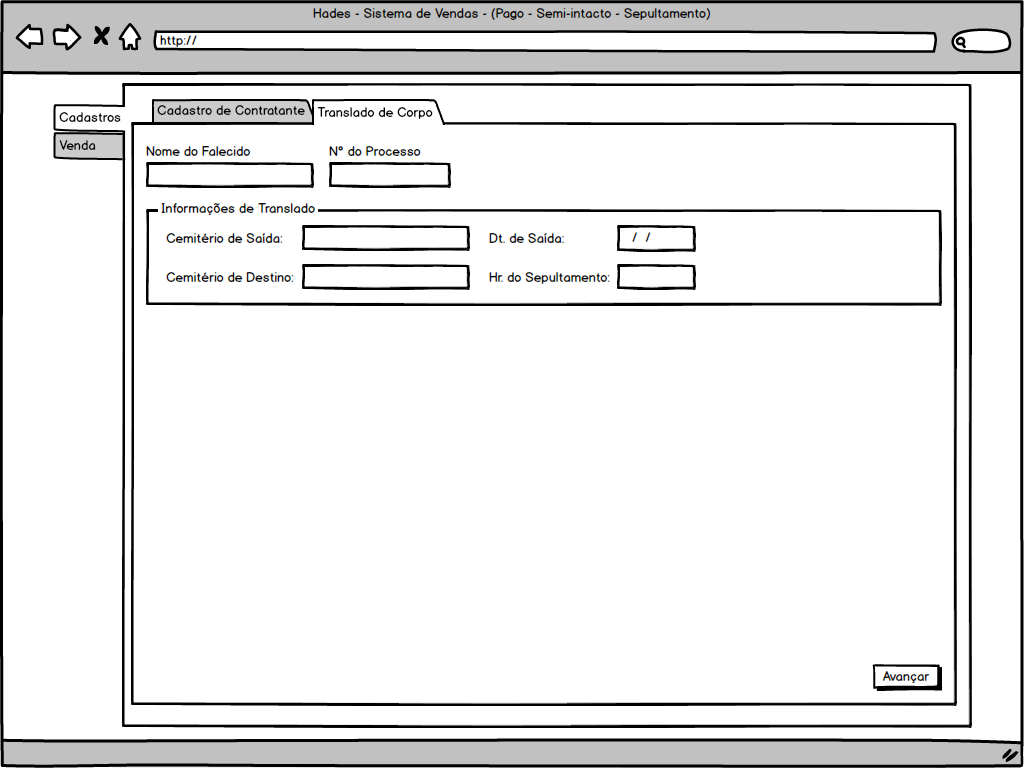 Hades - Sistema de Vendas - (Pago - Semi-intacto - Sepultamento)
http://
Cadastros
Venda
Cadastro de Contratante
Translado de Corpo
Nome do Falecido
N° do Processo
Informações de Translado
Cemitério de Saída:
Dt. de Saída:
/ /
Cemitério de Destino:
Hr. do Sepultamento:
Avançar